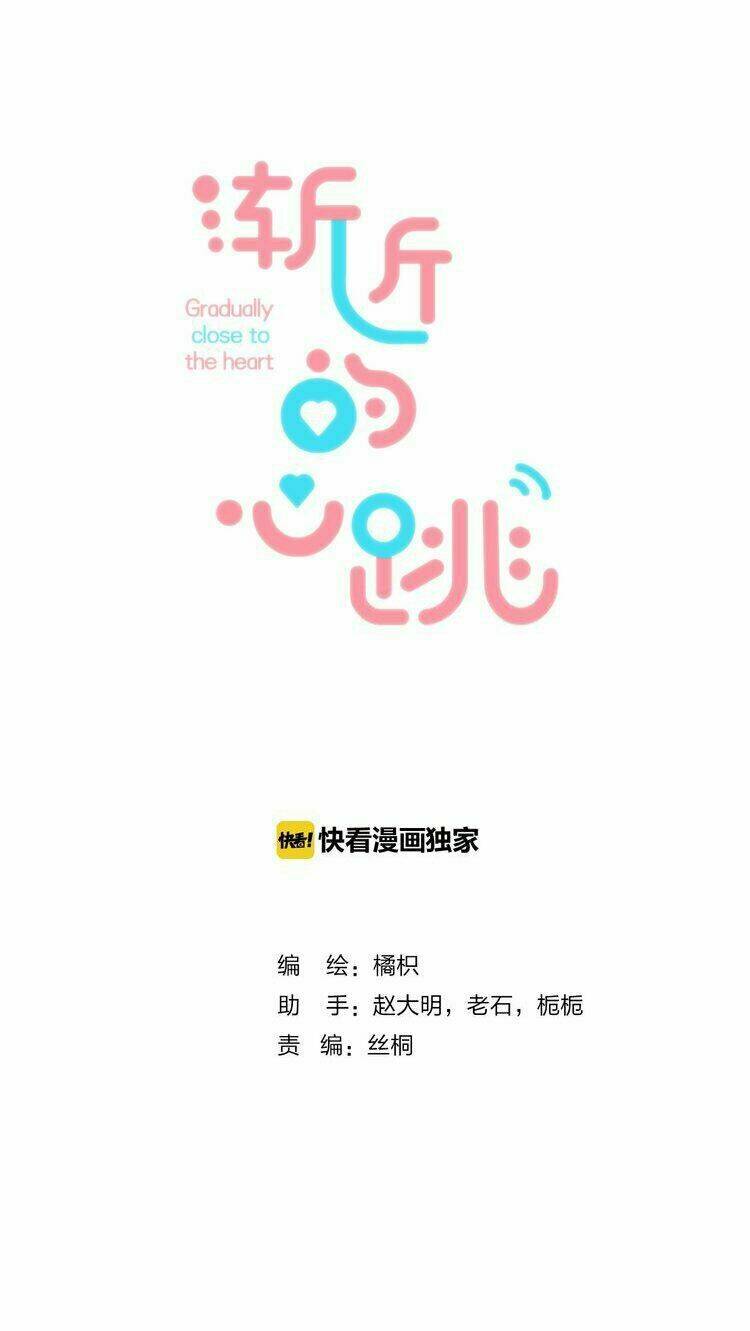 渐近
Gradually
close to
the heart
的
心跳
快看! 快看漫画独家
编 绘：橘枳
助 手：赵大明，老石，栀栀
责 编：丝桐